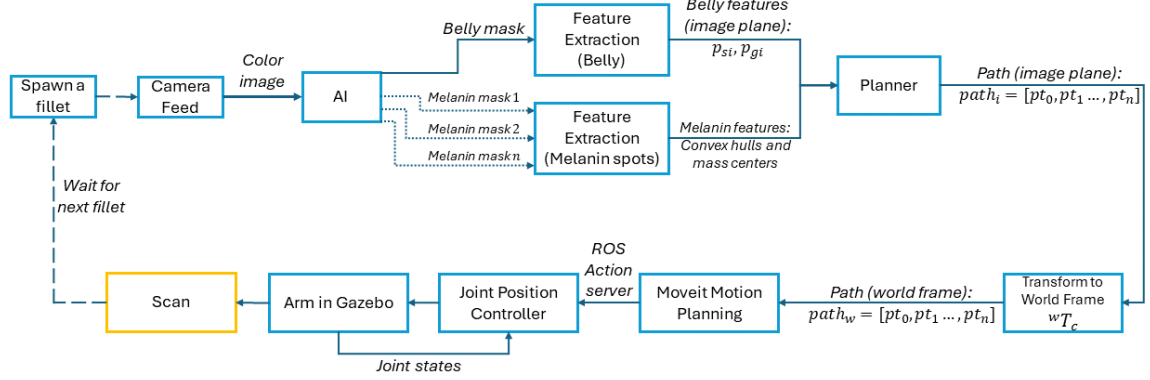 Spawn a
fillet
Camera
Feed
Color
image
AI
Belly mask
Melanin mask 1
Melanin mask 2
Melanin mask n
Feature
Extraction
(Belly)
Feature
Extraction
(Melanin spots)
Belly features
(image plane):
p_si, p_gi
Melanin features:
Convex hulls and
mass centers
Planner
Path (image plane):
path_i = [pt_0, pt_1 ..., pt_n]
Transform to
World Frame
^wT_c
Path (world frame):
path_w = [pt_0, pt_1 ..., pt_n]
Moveit Motion
Planning
ROS
Action
server
Joint Position
Controller
Arm in Gazebo
Joint states
Scan
Wait for
next fillet